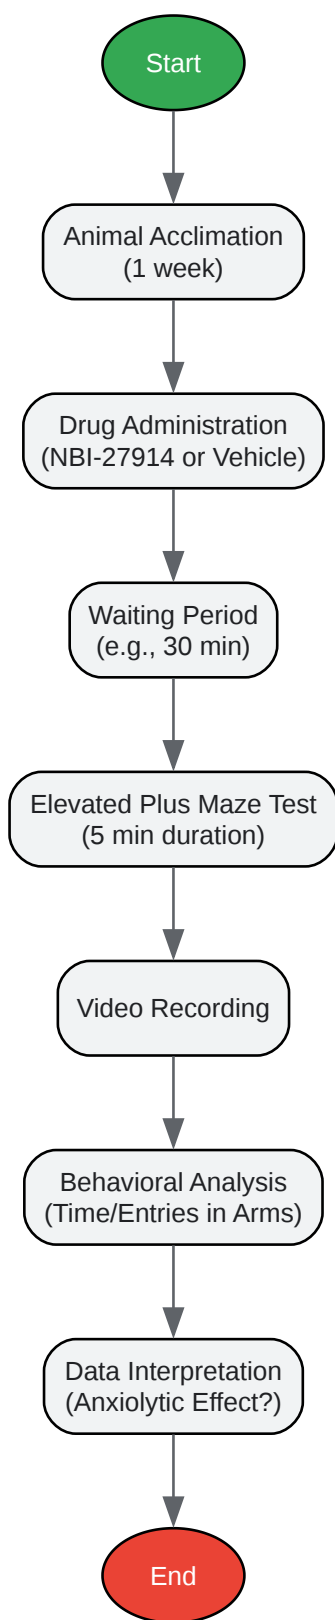 Start
Animal Acclimation
(1 week)
Drug Administration
(NBI-27914 or Vehicle)
Waiting Period
(e.g., 30 min)
Elevated Plus Maze Test
(5 min duration)
Video Recording
Behavioral Analysis
(Time/Entries in Arms)
Data Interpretation
(Anxiolytic Effect?)
End